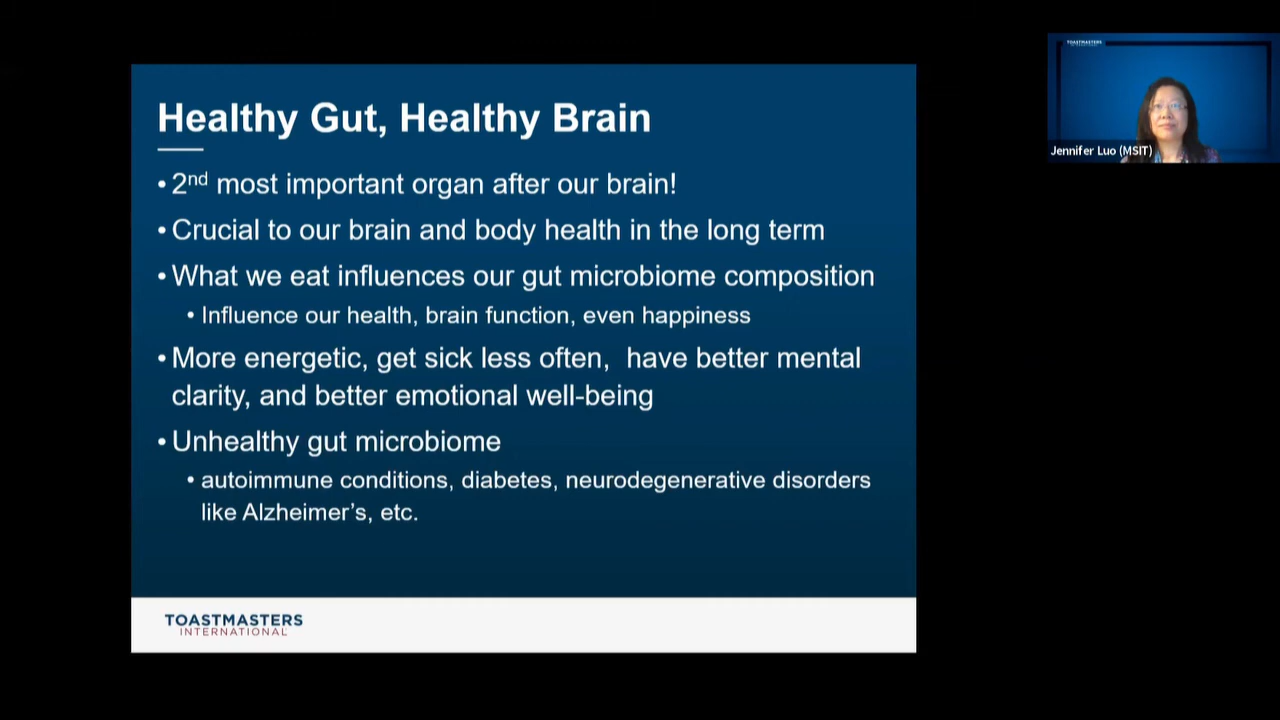 Healthy Gut, Healthy Brain
• 2nd most important organ after our brain!
• Crucial to our brain and body health in the long term
• What we eat influences our gut microbiome composition
• Influence our health, brain function, even happiness
• More energetic, get sick less often,  have better mental
clarity, and better emotional well-being
• Unhealthy gut microbiome
• autoimmune conditions, diabetes, neurodegenerative disorders
like Alzheimer’s, etc.
TOASTMASTERS
INTERNATIONAL
TOASTMASTERS
Jennifer Luo (MSIT)